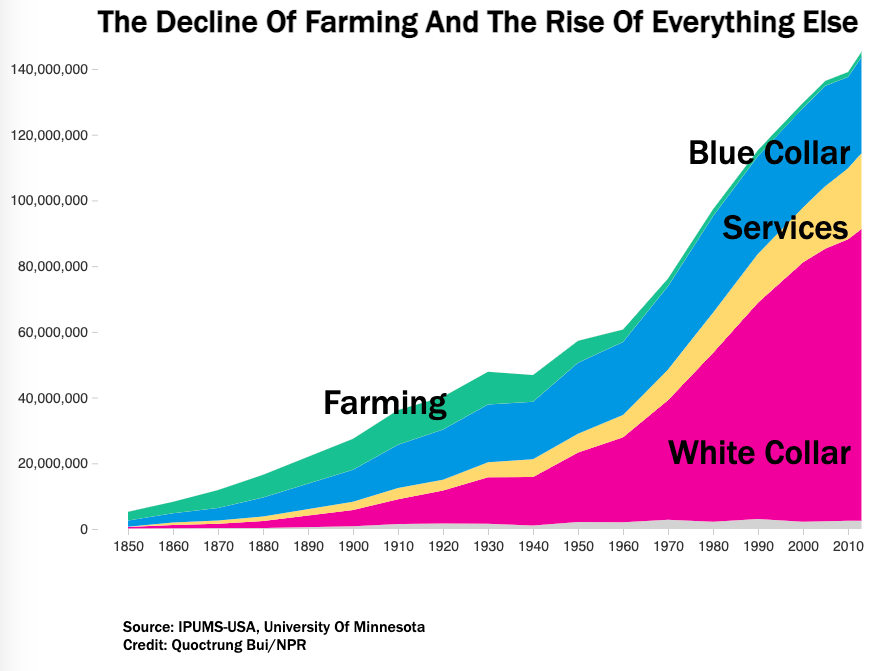 The Decline Of Farming And The Rise Of Everything Else
140,000,000
120,000,000
100,000,000
80,000,000
60,000,000
40,000,000
20,000,000
0
Blue Collar
Services
Farming
White Collar
1850 1860 1870 1880 1890 1900 1910 1920 1930 1940 1950 1960 1970 1980 1990 2000 2010
Source: IPUMS-USA, University Of Minnesota
Credit: Quoctrung Bui/NPR